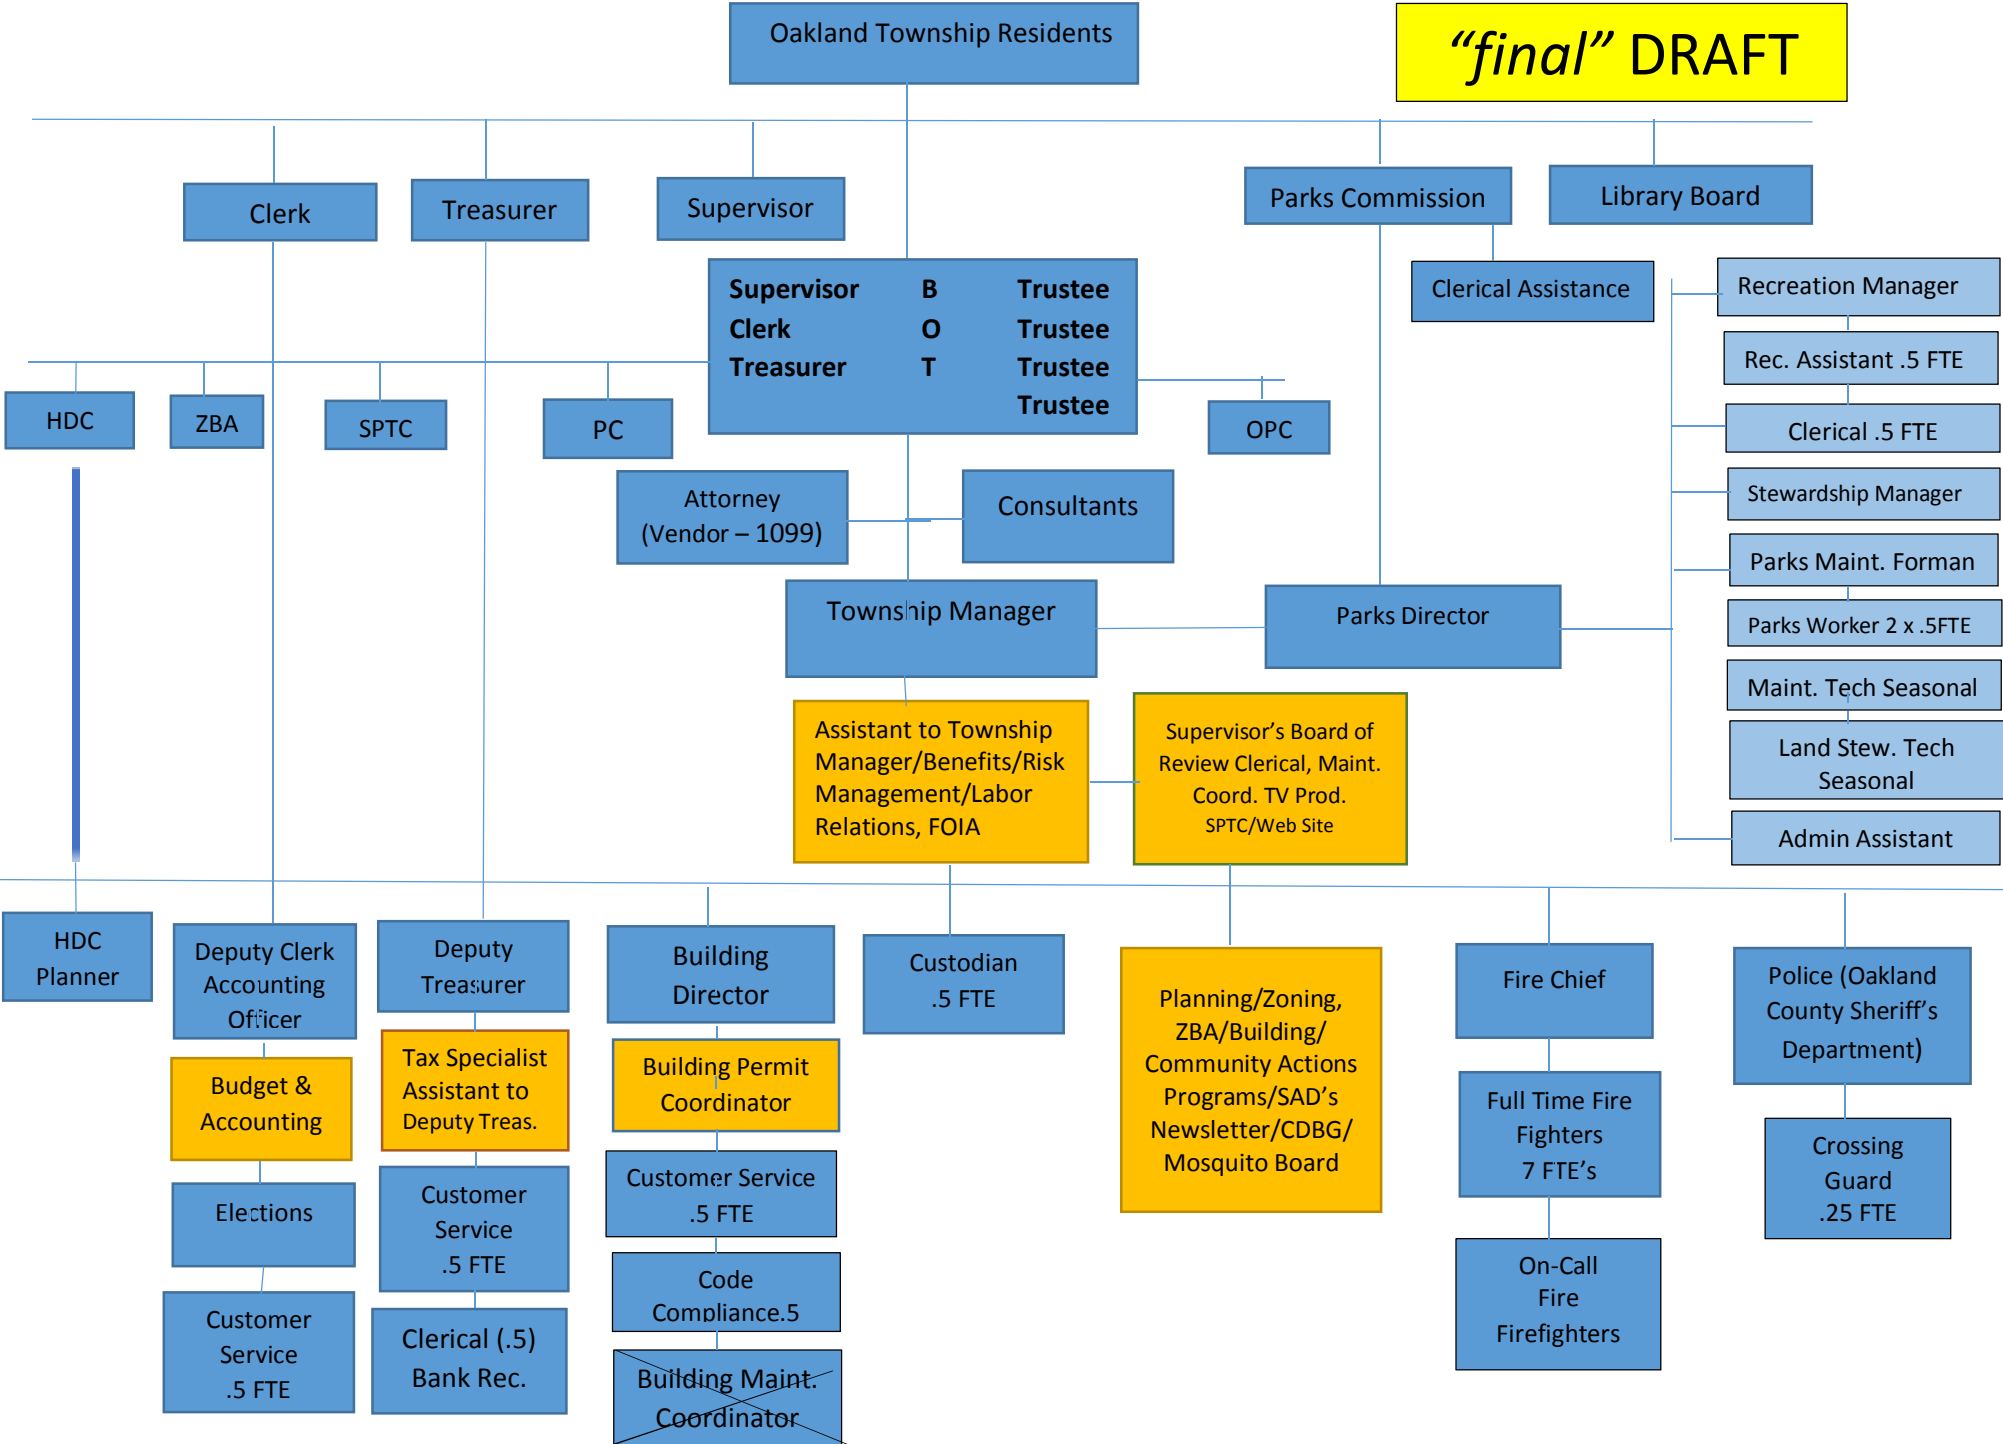 Oakland Township Residents
“final” DRAFT
Clerk
Treasurer
Supervisor
Parks Commission
Library Board
Clerical Assistance
Supervisor B Trustee
Clerk O Trustee
Treasurer T Trustee
Trustee
HDC
ZBA
SPTC
PC
OPC
Attorney
(Vendor – 1099)
Consultants
Township Manager
Parks Director
Recreation Manager
Rec. Assistant .5 FTE
Clerical .5 FTE
Stewardship Manager
Parks Maint. Forman
Parks Worker 2 x .5FTE
Maint. Tech Seasonal
Land Stew. Tech
Seasonal
Admin Assistant
Assistant to Township
Manager/Benefits/Risk
Management/Labor
Relations, FOIA
Supervisor’s Board of
Review Clerical, Maint.
Coord. TV Prod.
SPTC/Web Site
HDC
Planner
Deputy Clerk
Accounting
Officer
Budget &
Accounting
Elections
Customer
Service
.5 FTE
Deputy
Treasurer
Tax Specialist
Assistant to
Deputy Treas.
Customer
Service
.5 FTE
Clerical (.5)
Bank Rec.
Building
Director
Building Permit
Coordinator
Customer Service
.5 FTE
Code
Compliance.5
Building Maint.
Coordinator
Custodian
.5 FTE
Planning/Zoning,
ZBA/Building/
Community Actions
Programs/SAD’s
Newsletter/CDBG/
Mosquito Board
Fire Chief
Full Time Fire
Fighters
7 FTE’s
On-Call
Fire
Firefighters
Police (Oakland
County Sheriff’s
Department)
Crossing
Guard
.25 FTE